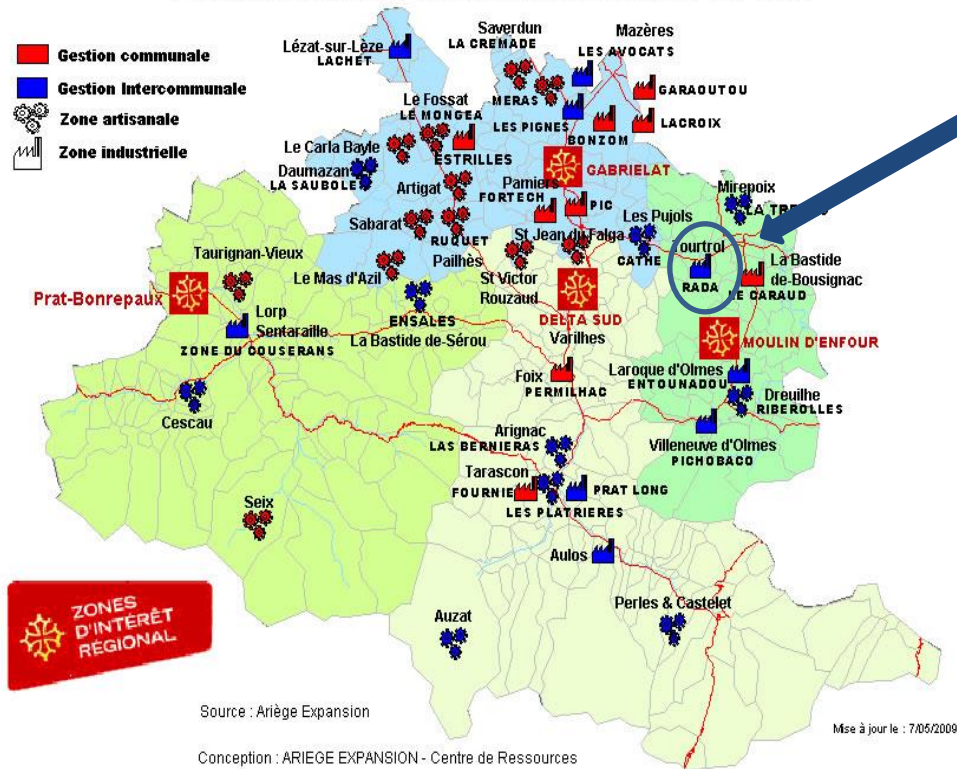 Gestion communale
Gestion Intercommunale
Zone artisanale
Zone industrielle
Lézat-sur-Lèze
LACHET
Saverdun
LA CREMADE
Mazères
LES AVOCATS
GARAOUTOU
MERAS
LES PIGNES
BONZOM
LACROIX
Le Fossat
LE MONGEA
ESTRILLES
Le Carla Bayle
Daumazan
LA SAUBOLE
Artigat
GABRIELAT
Pamiers
FORTECH
PIC
Mirepoix
Sabarat
RUQUET
Pailhès
St Jean du Falga
Les Pujols
CATHE
Tourtrol
RADA
La Bastide
de-Bousignac
LE CARAUD
Taurignan-Vieux
Le Mas d'Azil
St Victor
Rouzaud
Prat-Bonrepaux
Lorp
Sentaraille
ZONE DU COUSERANS
ENSALES
La Bastide de-Sérou
DELTA SUD
Varilhes
MOULIN D'ENFOUR
Foix
PERMILHAC
Laroque d'Olmes
ENTOUNADOU
Dreuilhe
RIBEROLLES
Cescau
Arignac
LAS BERNIERAS
Villeneuve d'Olmes
PICHOBACO
Tarascon
FOURNIE
PRAT LONG
LES PLATRIERES
Seix
Aulos
ZONES
D'INTÉRÊT
RÉGIONAL
Auzat
Perles & Castelet
Source : Ariège Expansion
Mise à jour le : 7/05/2009
Conception : ARIEGE EXPANSION - Centre de Ressources